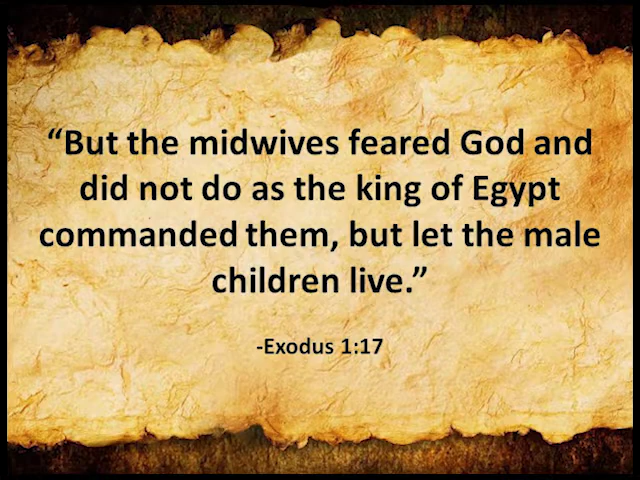 “But the midwives feared God and
did not do as the king of Egypt
commanded them, but let the male
children live.”
-Exodus 1:17